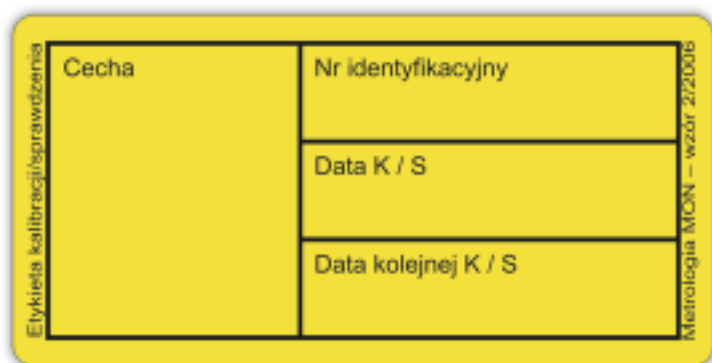 Etykieta kalibracji/sprawdzenia
Cecha
Nr identyfikacyjny
Data K / S
Data kolejnej K / S
Metrologia MON – wzór 2/2006